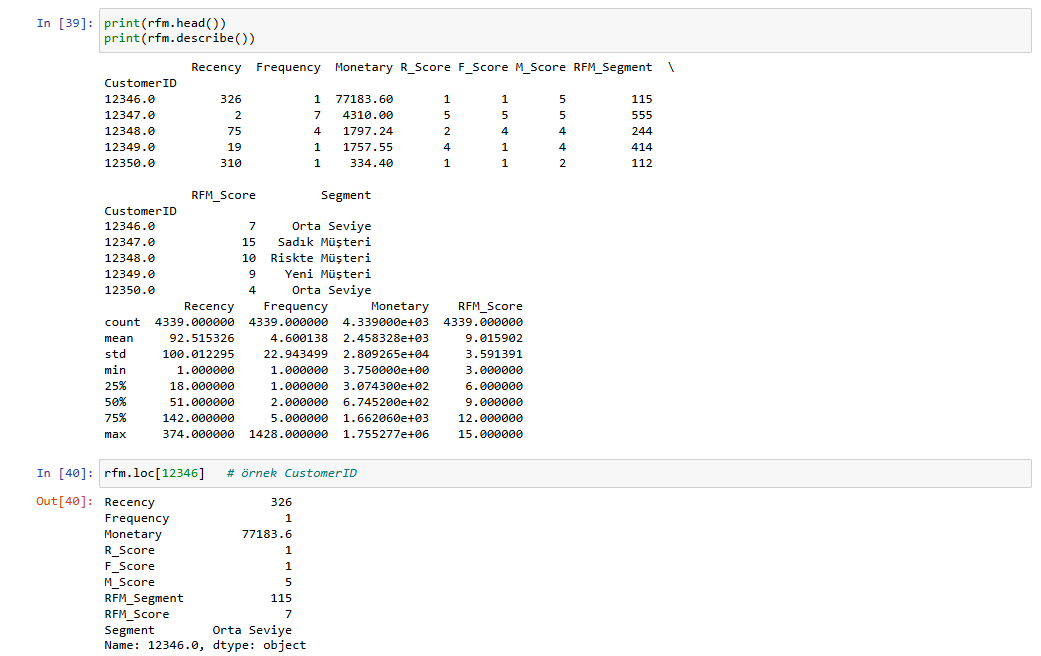 In [39]: print(rfm.head())
print(rfm.describe())
Recency Frequency Monetary R_Score F_Score M_Score RFM_Segment \
CustomerID
12346.0 326 1 77183.60 1 1 5 115
12347.0 2 7 4310.00 5 5 5 555
12348.0 75 4 1797.24 2 4 4 244
12349.0 19 1 1757.55 4 1 4 414
12350.0 310 1 334.40 1 1 2 112
RFM_Score Segment
CustomerID
12346.0 7 Orta Seviye
12347.0 15 Sadık Müşteri
12348.0 10 Riskte Müşteri
12349.0 9 Yeni Müşteri
12350.0 4 Orta Seviye
Recency Frequency Monetary RFM_Score
count 4339.000000 4339.000000 4.339000e+03 4339.000000
mean 92.515326 4.600138 2.458328e+03 9.015902
std 100.012295 22.943499 2.809265e+04 3.591391
min 1.000000 1.000000 3.750000e+00 3.000000
25% 18.000000 1.000000 3.074300e+02 6.000000
50% 51.000000 2.000000 6.745200e+02 9.000000
75% 142.000000 5.000000 1.662060e+03 12.000000
max 374.000000 1428.000000 1.755277e+06 15.000000
In [40]: rfm.loc[12346] # örnek CustomerID
Out[40]: Recency 326
Frequency 1
Monetary 77183.6
R_Score 1
F_Score 1
M_Score 5
RFM_Segment 115
RFM_Score 7
Segment Orta Seviye
Name: 12346.0, dtype: object